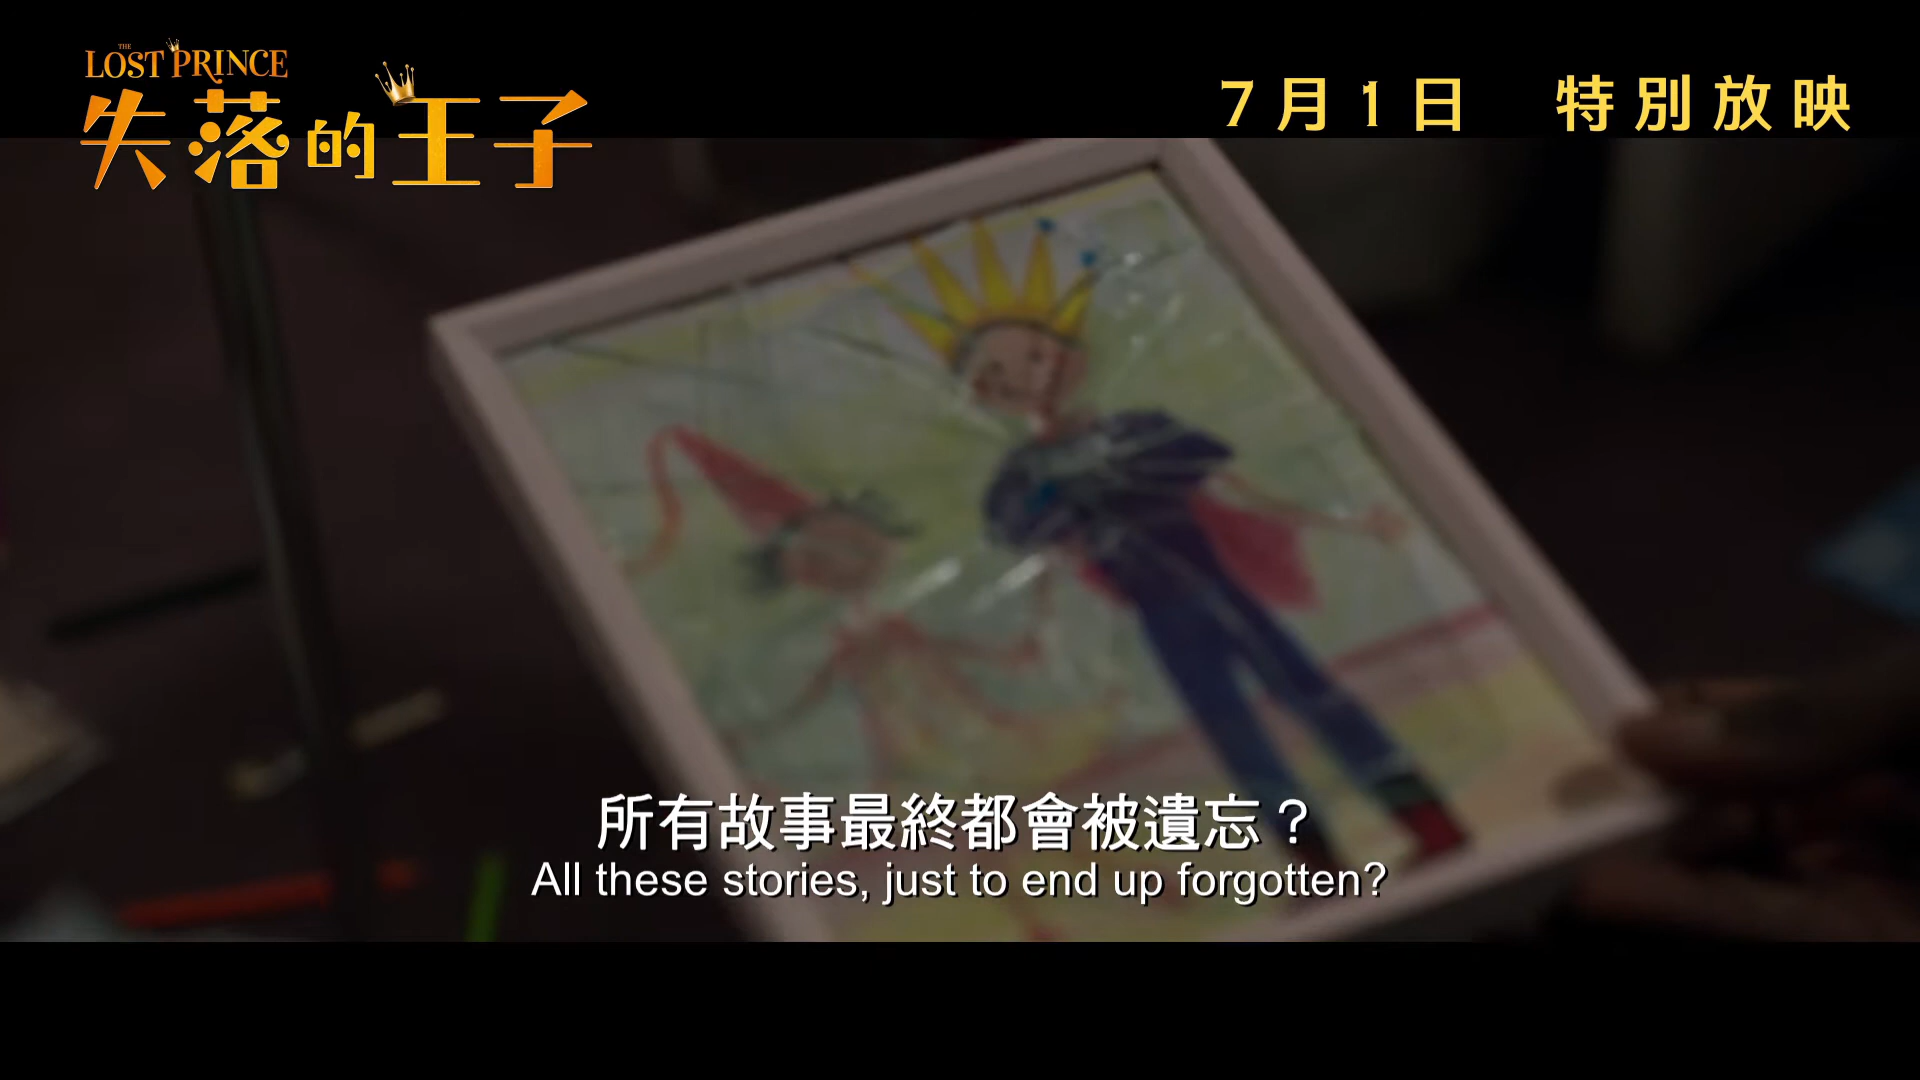 THE
LOST PRINCE
失落的王子
7月1日 特別放映
所有故事最終都會被遺忘？
All these stories, just to end up forgotten?